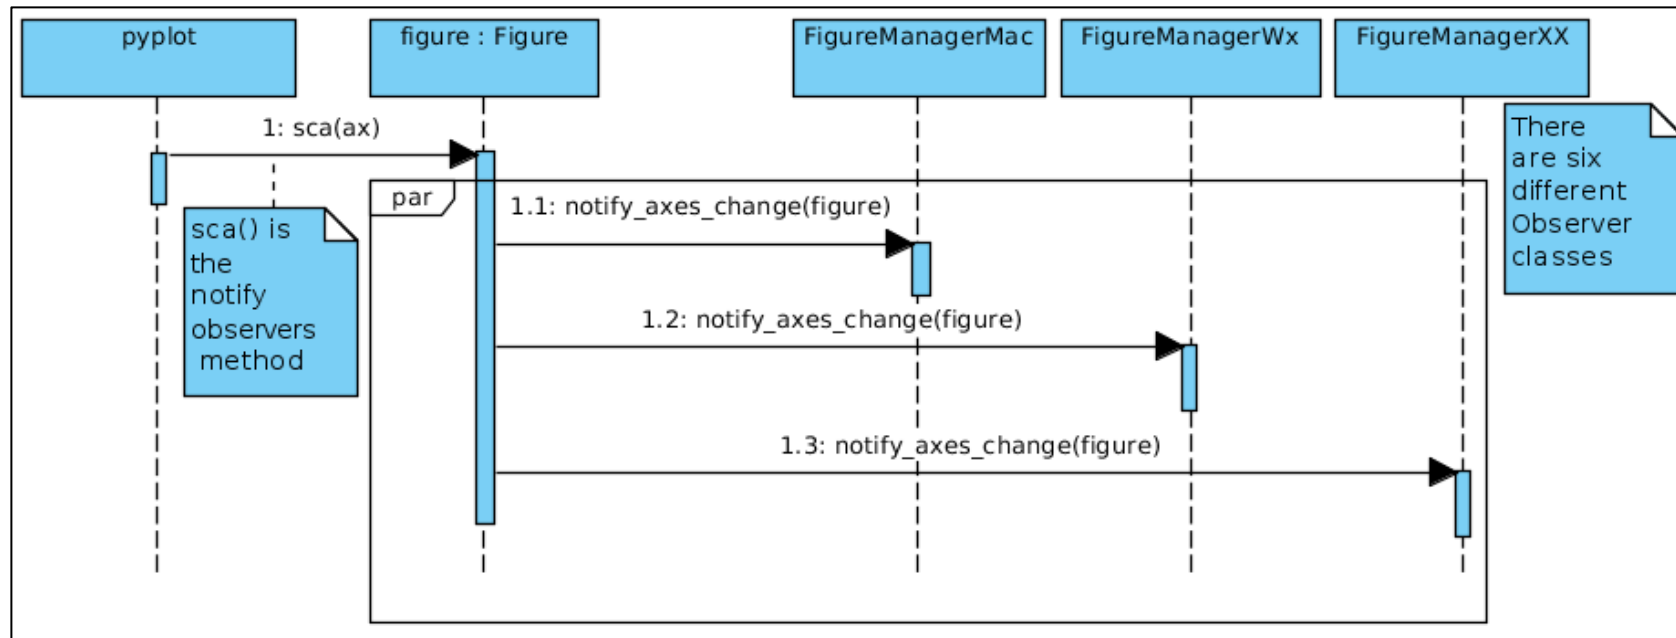 pyplot
figure : Figure
FigureManagerMac
FigureManagerWx
FigureManagerXX
There
are six
different
Observer
classes
1: sca(ax)
par
1.1: notify_axes_change(figure)
sca() is
the
notify
observers
method
1.2: notify_axes_change(figure)
1.3: notify_axes_change(figure)